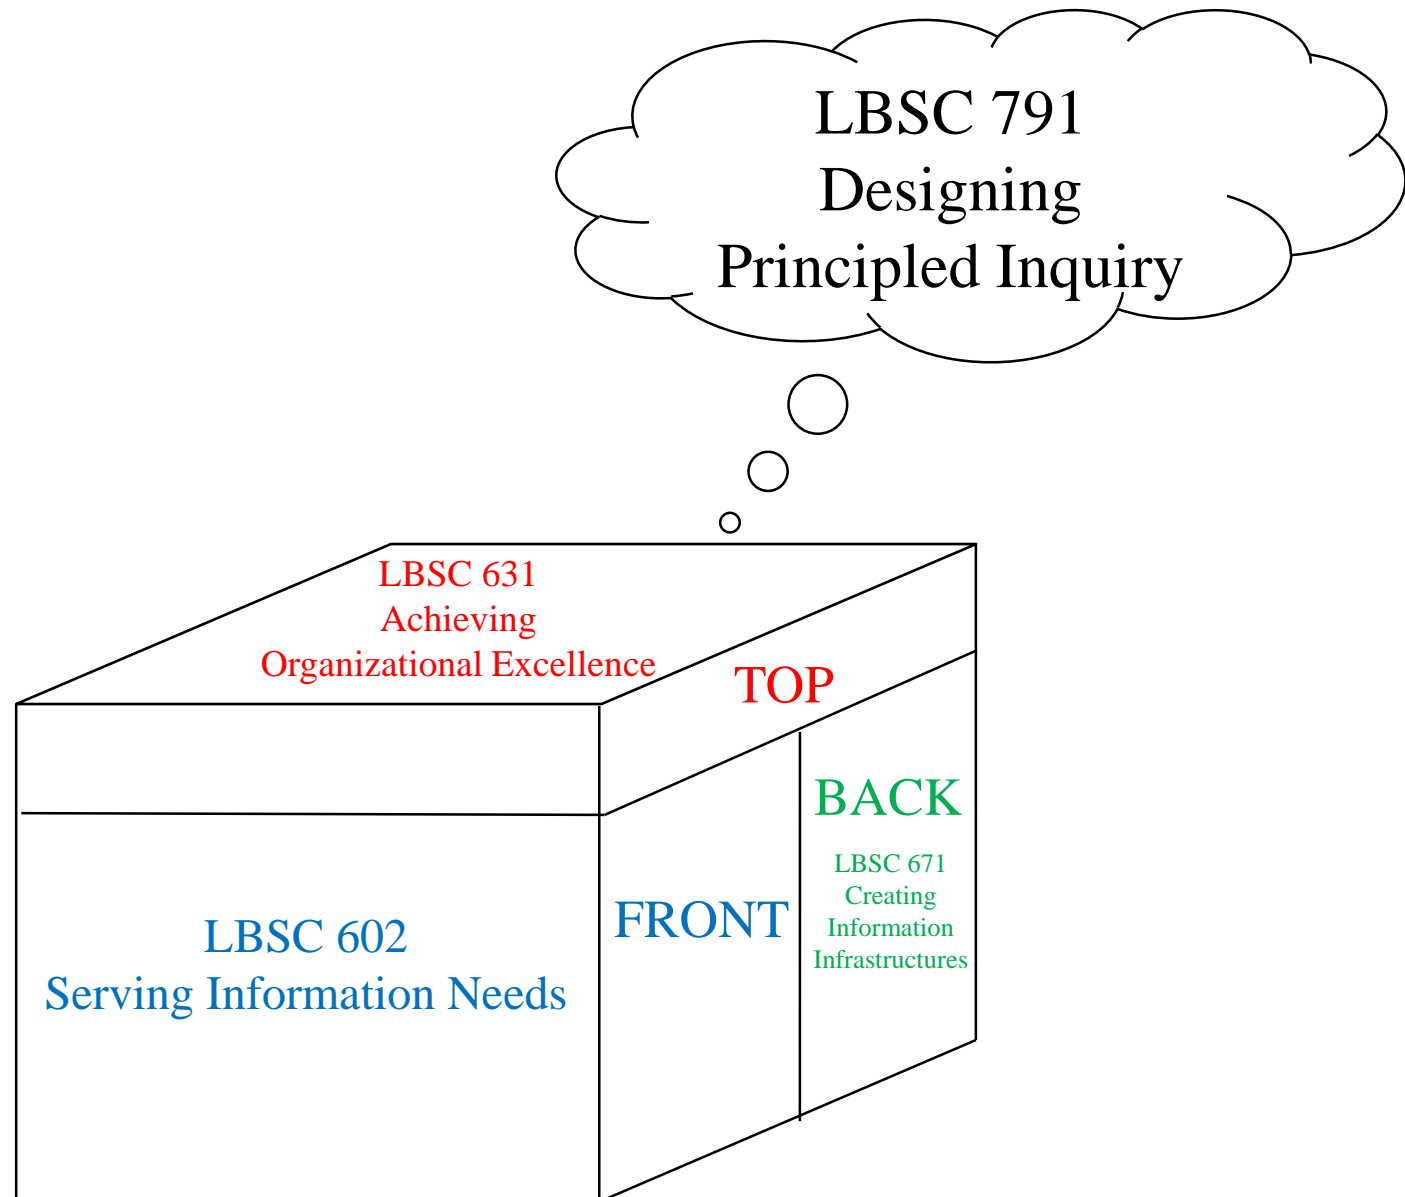 LBSC 791
Designing
Principled Inquiry
LBSC 631
Achieving
Organizational Excellence
TOP
BACK
LBSC 671
Creating
Information
Infrastructures
FRONT
LBSC 602
Serving Information Needs